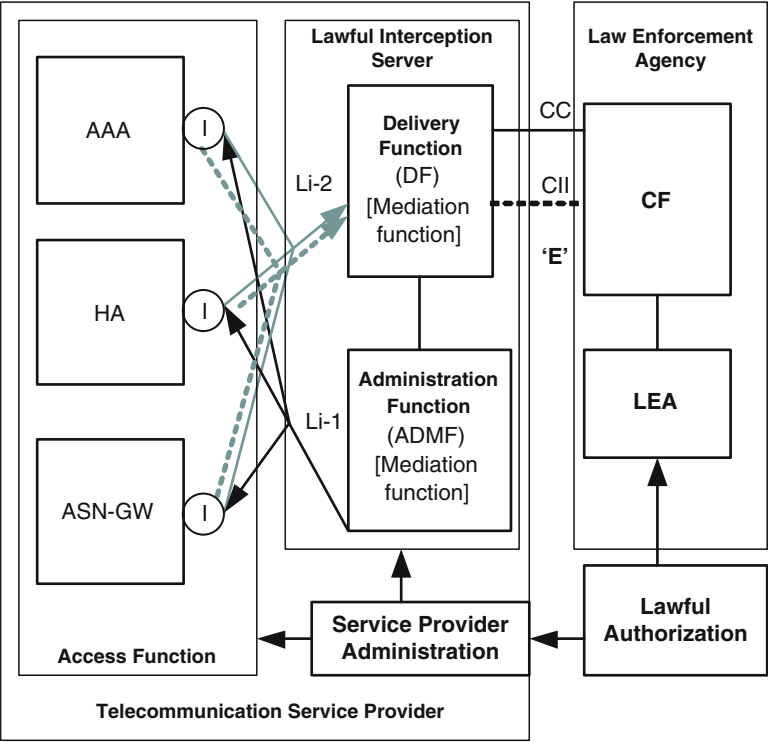 Lawful Interception
Server
Law Enforcement
Agency
AAA
I
HA
I
ASN-GW
I
Access Function
Li-2
Li-1
Delivery
Function
(DF)
[Mediation
function]
Administration
Function
(ADMF)
[Mediation
function]
CC
CII
‘E’
CF
LEA
Service Provider
Administration
Lawful
Authorization
Telecommunication Service Provider